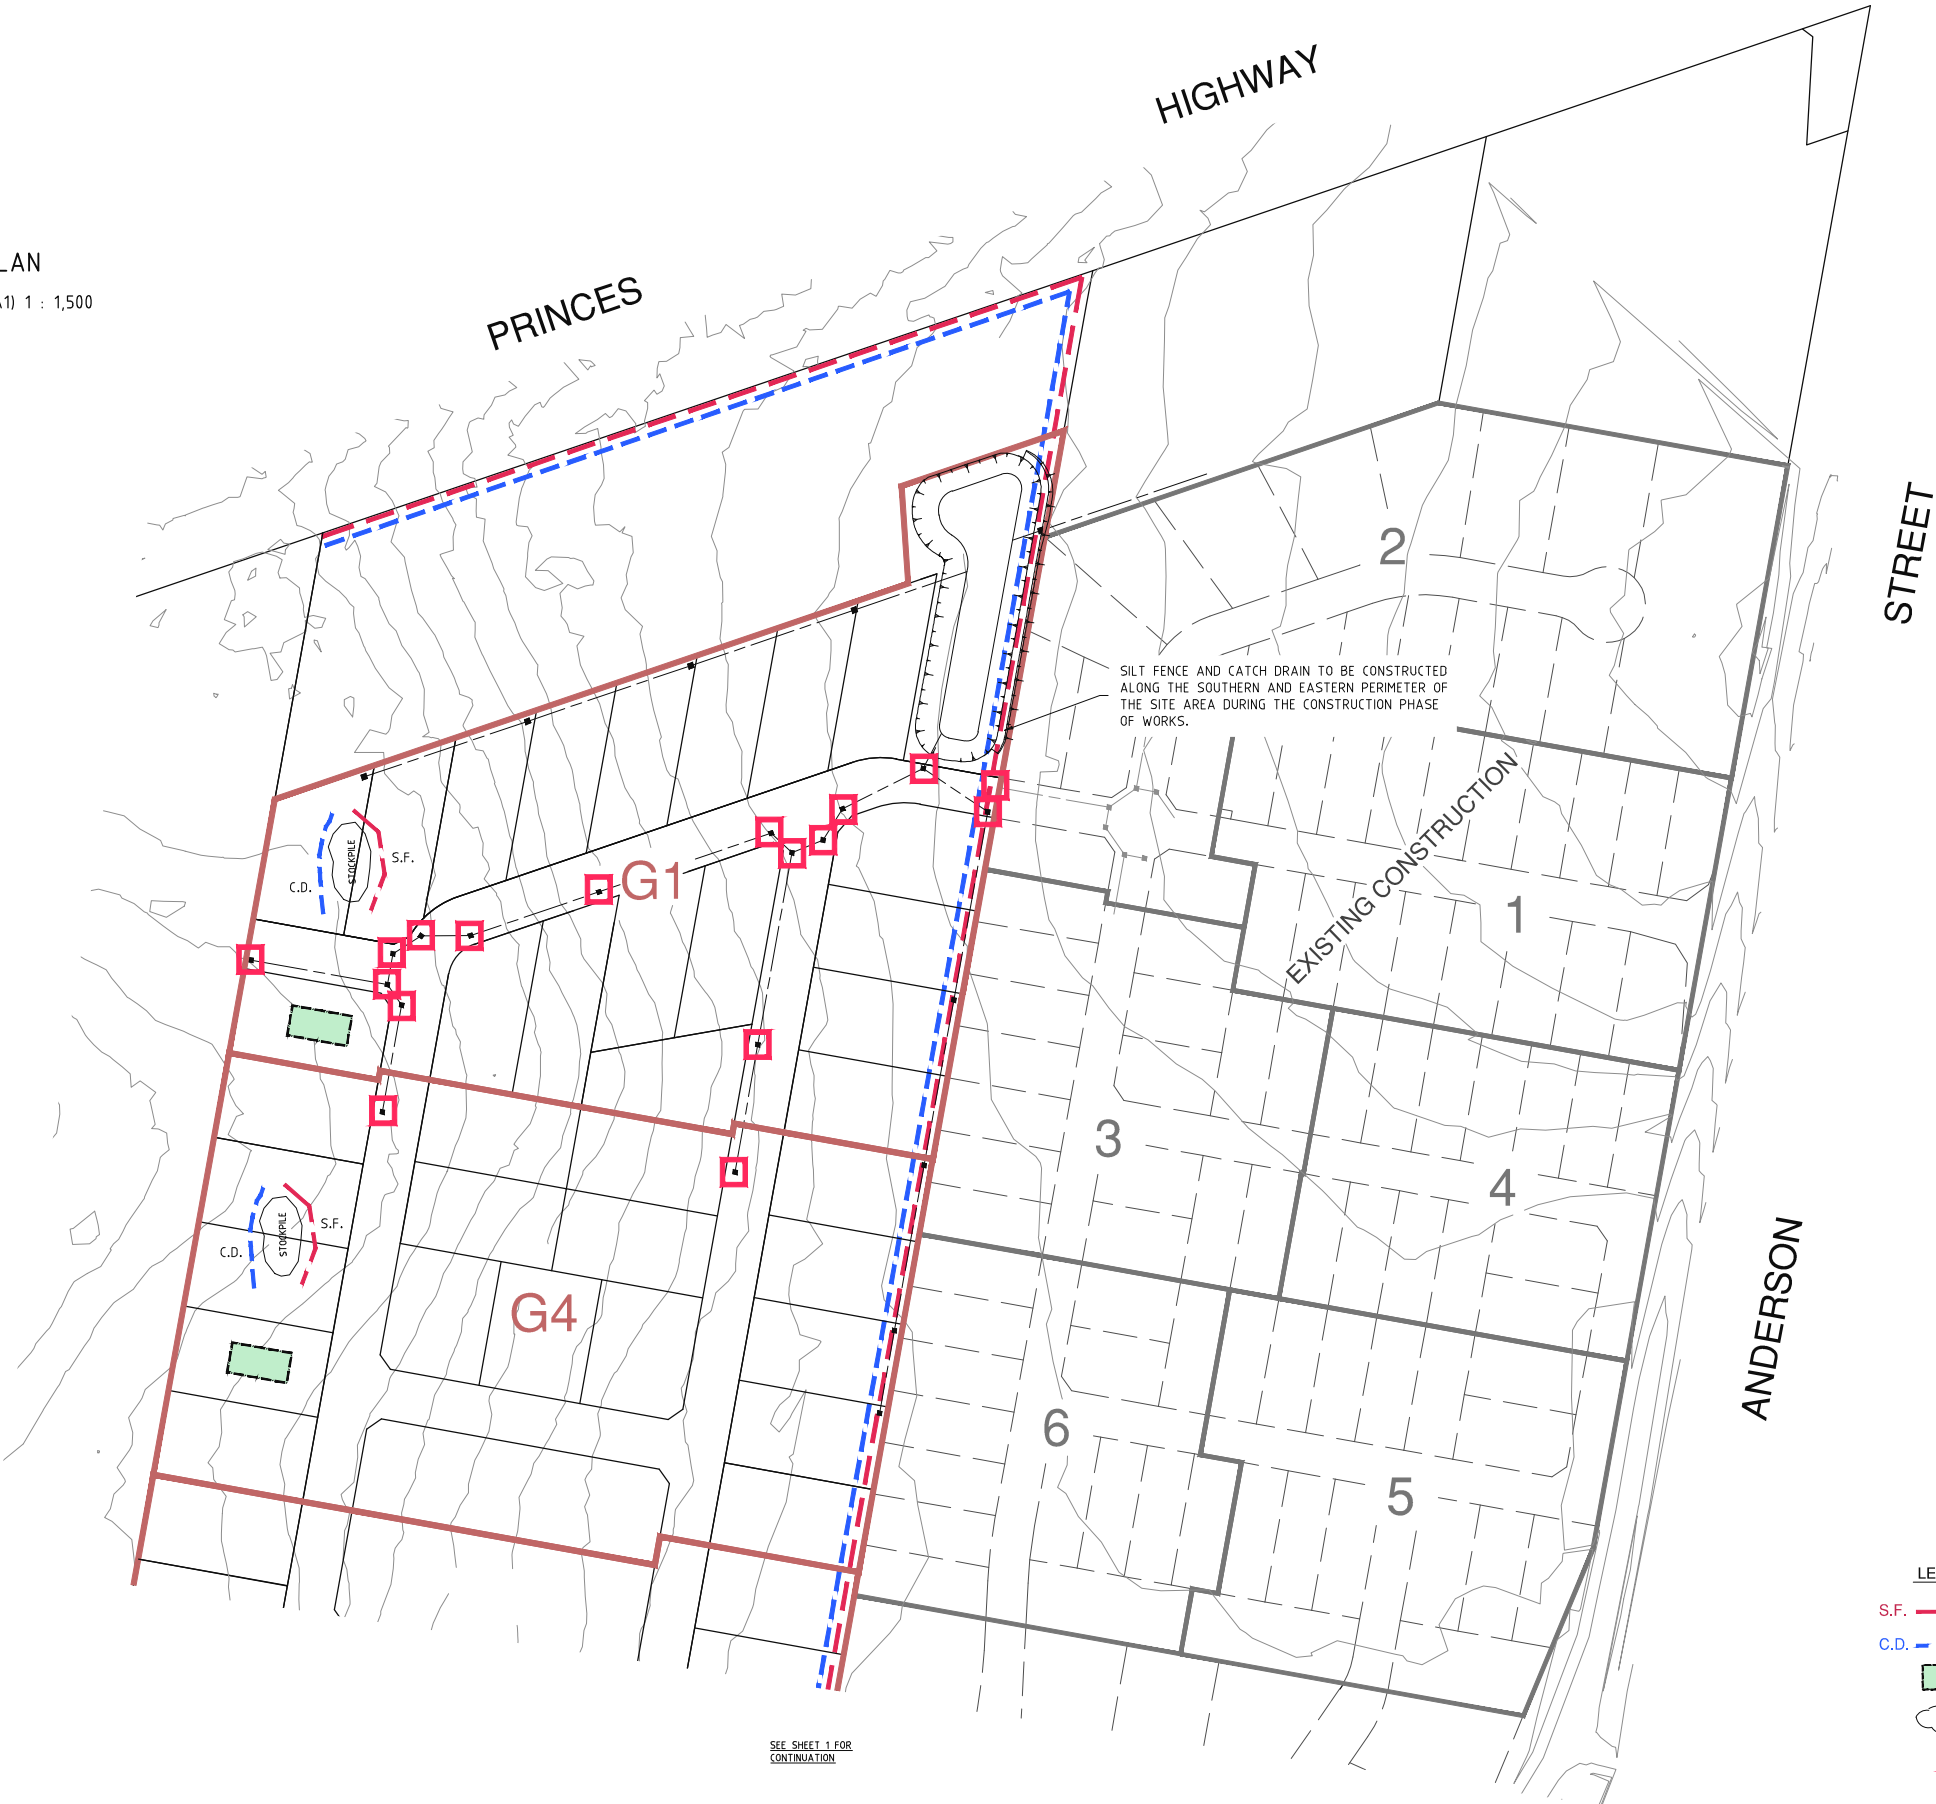 HIGHWAY
LAN
A1) 1 : 1,500
PRINCES
STREET
2
SILT FENCE AND CATCH DRAIN TO BE CONSTRUCTED
ALONG THE SOUTHERN AND EASTERN PERIMETER OF
THE SITE AREA DURING THE CONSTRUCTION PHASE
OF WORKS.
EXISTING CONSTRUCTION
STOCKPILE
S.F.
C.D.
G1
1
3
4
STOCKPILE
S.F.
C.D.
G4
ANDERSON
6
5
LE
S.F.
C.D.
SEE SHEET 1 FOR
CONTINUATION